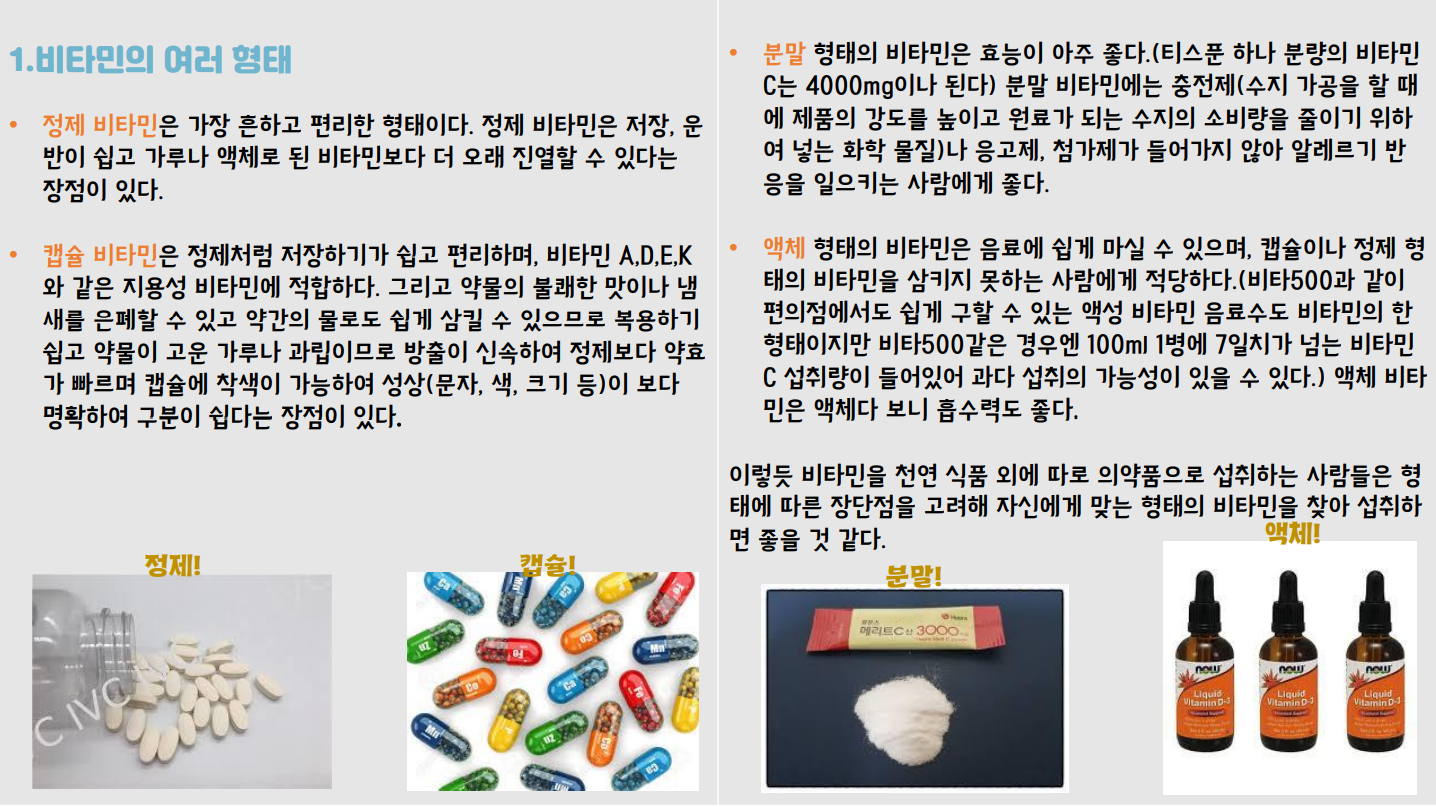 1.비타민의 여러 형태
• 정제 비타민은 가장 흔하고 편리한 형태이다. 정제 비타민은 저장, 운
반이 쉽고 가루나 액체로 된 비타민보다 더 오래 진열할 수 있다는
장점이 있다.
• 캡슐 비타민은 정제처럼 저장하기가 쉽고 편리하며, 비타민 A,D,E,K
와 같은 지용성 비타민에 적합하다. 그리고 약물의 불쾌한 맛이나 냄
새를 은폐할 수 있고 약간의 물로도 쉽게 삼킬 수 있으므로 복용하기
쉽고 약물이 고운 가루나 과립이므로 방출이 신속하여 정제보다 약효
가 빠르며 캡슐에 착색이 가능하여 성상(문자, 색, 크기 등)이 보다
명확하여 구분이 쉽다는 장점이 있다.
정제!
캡슐!
C IVC
Ca
Mn
Ca
Fe
Zn
Fe
Co
Mn
Co
Ca
Fe
Mn
Zn
Co
Ca
• 분말 형태의 비타민은 효능이 아주 좋다.(티스푼 하나 분량의 비타민
C는 4000mg이나 된다) 분말 비타민에는 충전제(수지 가공을 할 때
에 제품의 강도를 높이고 원료가 되는 수지의 소비량을 줄이기 위하
여 넣는 화학 물질)나 응고제, 첨가제가 들어가지 않아 알레르기 반
응을 일으키는 사람에게 좋다.
• 액체 형태의 비타민은 음료에 쉽게 마실 수 있으며, 캡슐이나 정제 형
태의 비타민을 삼키지 못하는 사람에게 적당하다.(비타500과 같이
편의점에서도 쉽게 구할 수 있는 액성 비타민 음료수도 비타민의 한
형태이지만 비타500같은 경우엔 100ml 1병에 7일치가 넘는 비타민
C 섭취량이 들어있어 과다 섭취의 가능성이 있을 수 있다.) 액체 비타
민은 액체다 보니 흡수력도 좋다.
이렇듯 비타민을 천연 식품 외에 따로 의약품으로 섭취하는 사람들은 형
태에 따른 장단점을 고려해 자신에게 맞는 형태의 비타민을 찾아 섭취하
면 좋을 것 같다.
액체!
분말!
메리트C산 3000mg
now
Liquid
Vitamin D-3
now
Liquid
Vitamin D-3
now
Liquid
Vitamin D-3